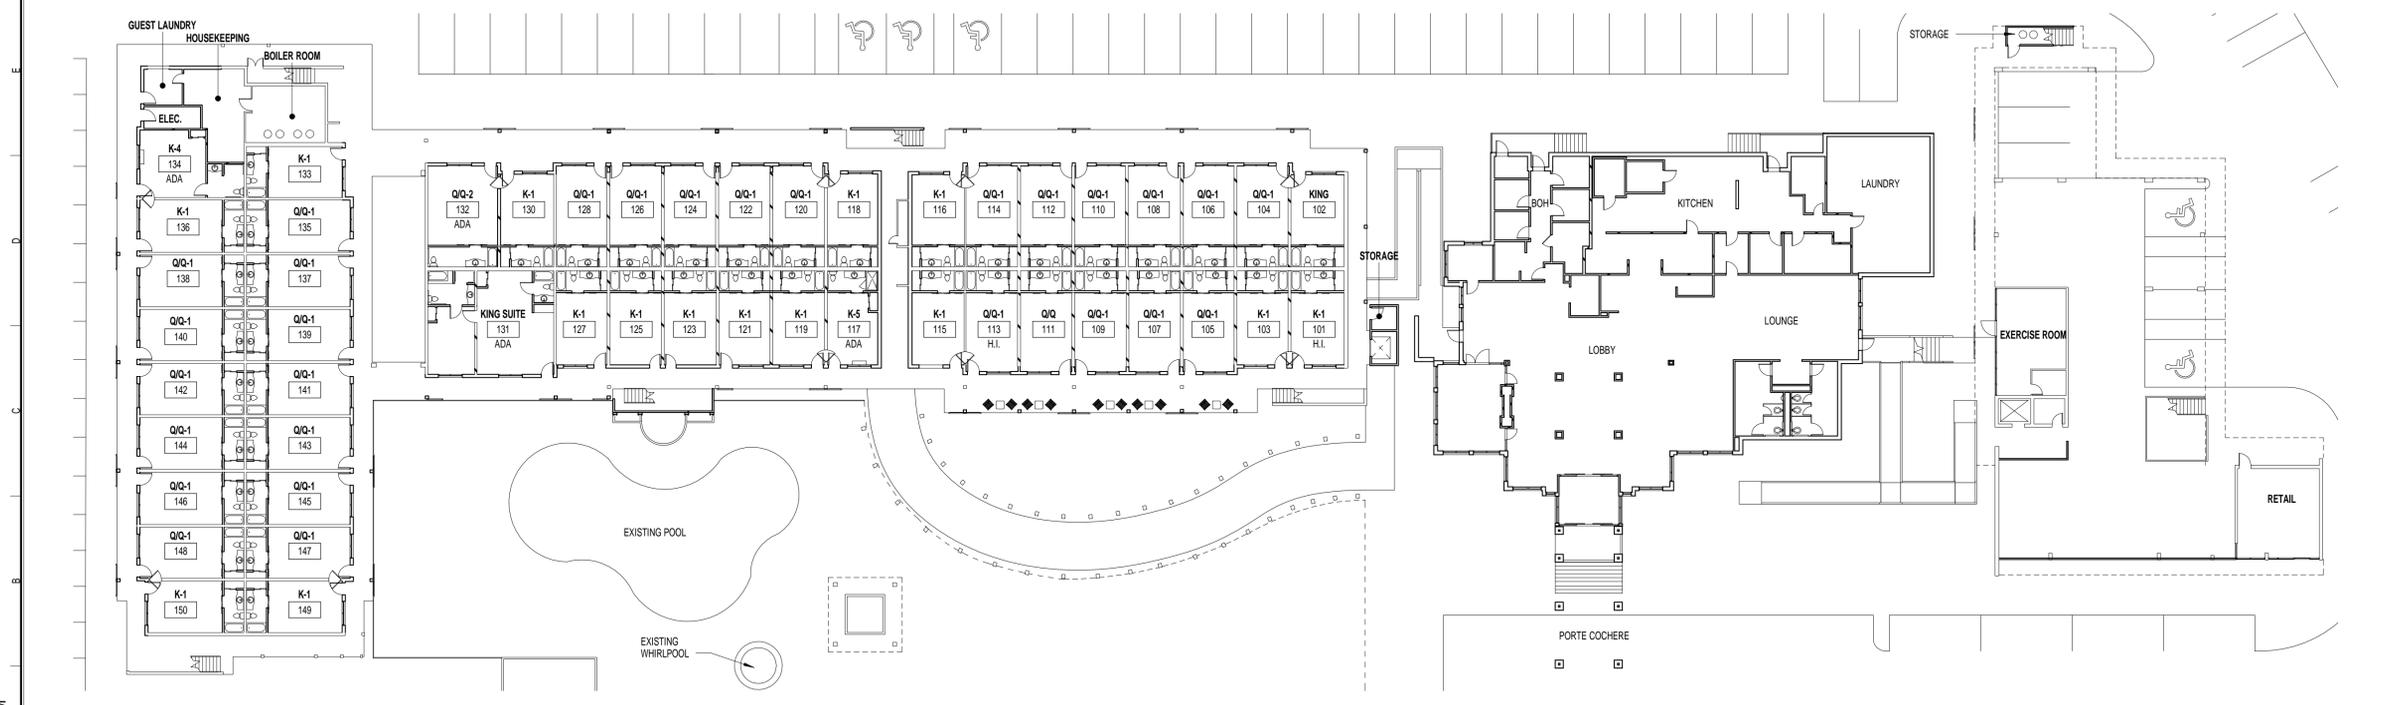 GUEST LAUNDRY
HOUSEKEEPING
BOILER ROOM
ELEC.
K-4
134
ADA
K-1
133
K-1
136
Q/Q-1
135
Q/Q-1
138
Q/Q-1
137
Q/Q-1
140
Q/Q-1
139
Q/Q-1
142
Q/Q-1
141
Q/Q-1
144
Q/Q-1
143
Q/Q-1
146
Q/Q-1
145
Q/Q-1
148
Q/Q-1
147
K-1
150
K-1
149
Q/Q-2
132
ADA
K-1
130
Q/Q-1
128
Q/Q-1
126
Q/Q-1
124
Q/Q-1
122
Q/Q-1
120
K-1
118
K-1
116
Q/Q-1
114
Q/Q-1
112
Q/Q-1
110
Q/Q-1
108
Q/Q-1
106
Q/Q-1
104
KING
102
KING SUITE
131
ADA
K-1
127
K-1
125
K-1
123
K-1
121
K-1
119
K-5
117
ADA
K-1
115
Q/Q-1
113
H.I.
Q/Q
111
Q/Q-1
109
Q/Q-1
107
Q/Q-1
105
K-1
103
K-1
101
H.I.
STORAGE
EXISTING POOL
EXISTING
WHIRLPOOL
BOH
KITCHEN
LAUNDRY
LOUNGE
LOBBY
PORTE COCHERE
STORAGE
EXERCISE ROOM
RETAIL
E
D
C
B